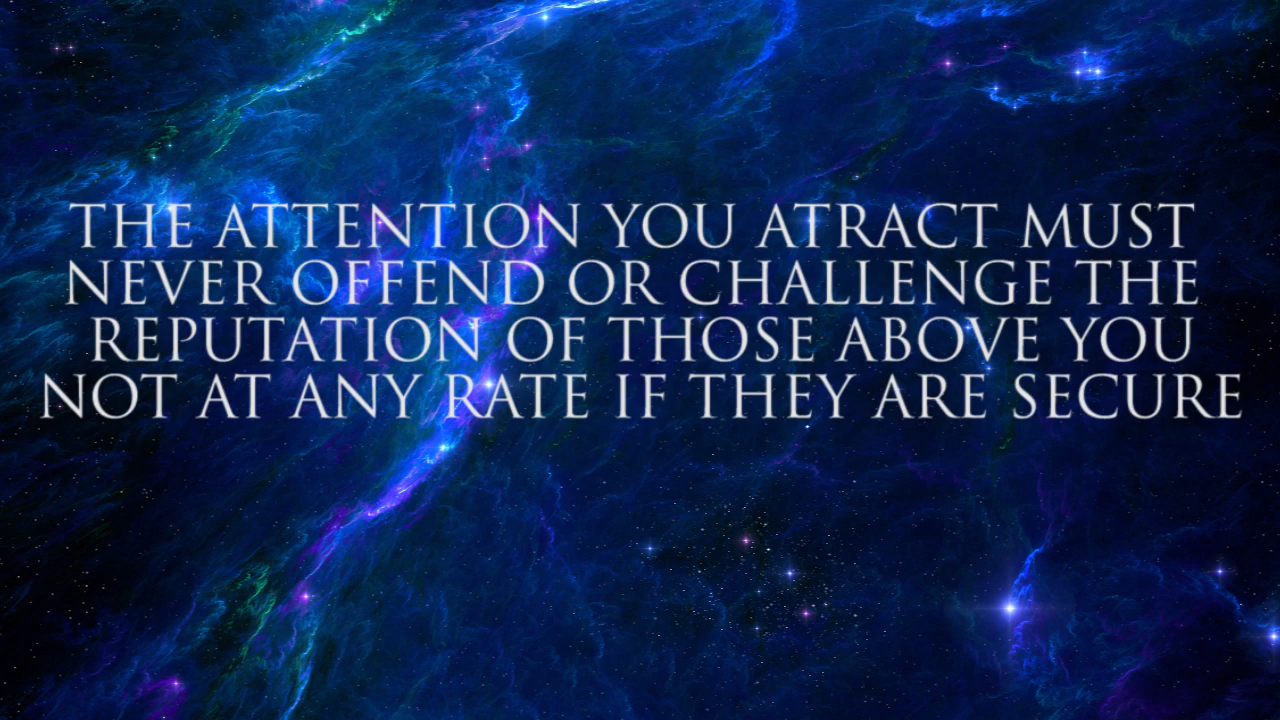 THE ATTENTION YOU ATRACT MUST
NEVER OFFEND OR CHALLENGE THE
REPUTATION OF THOSE ABOVE YOU
NOT AT ANY RATE IF THEY ARE SECURE